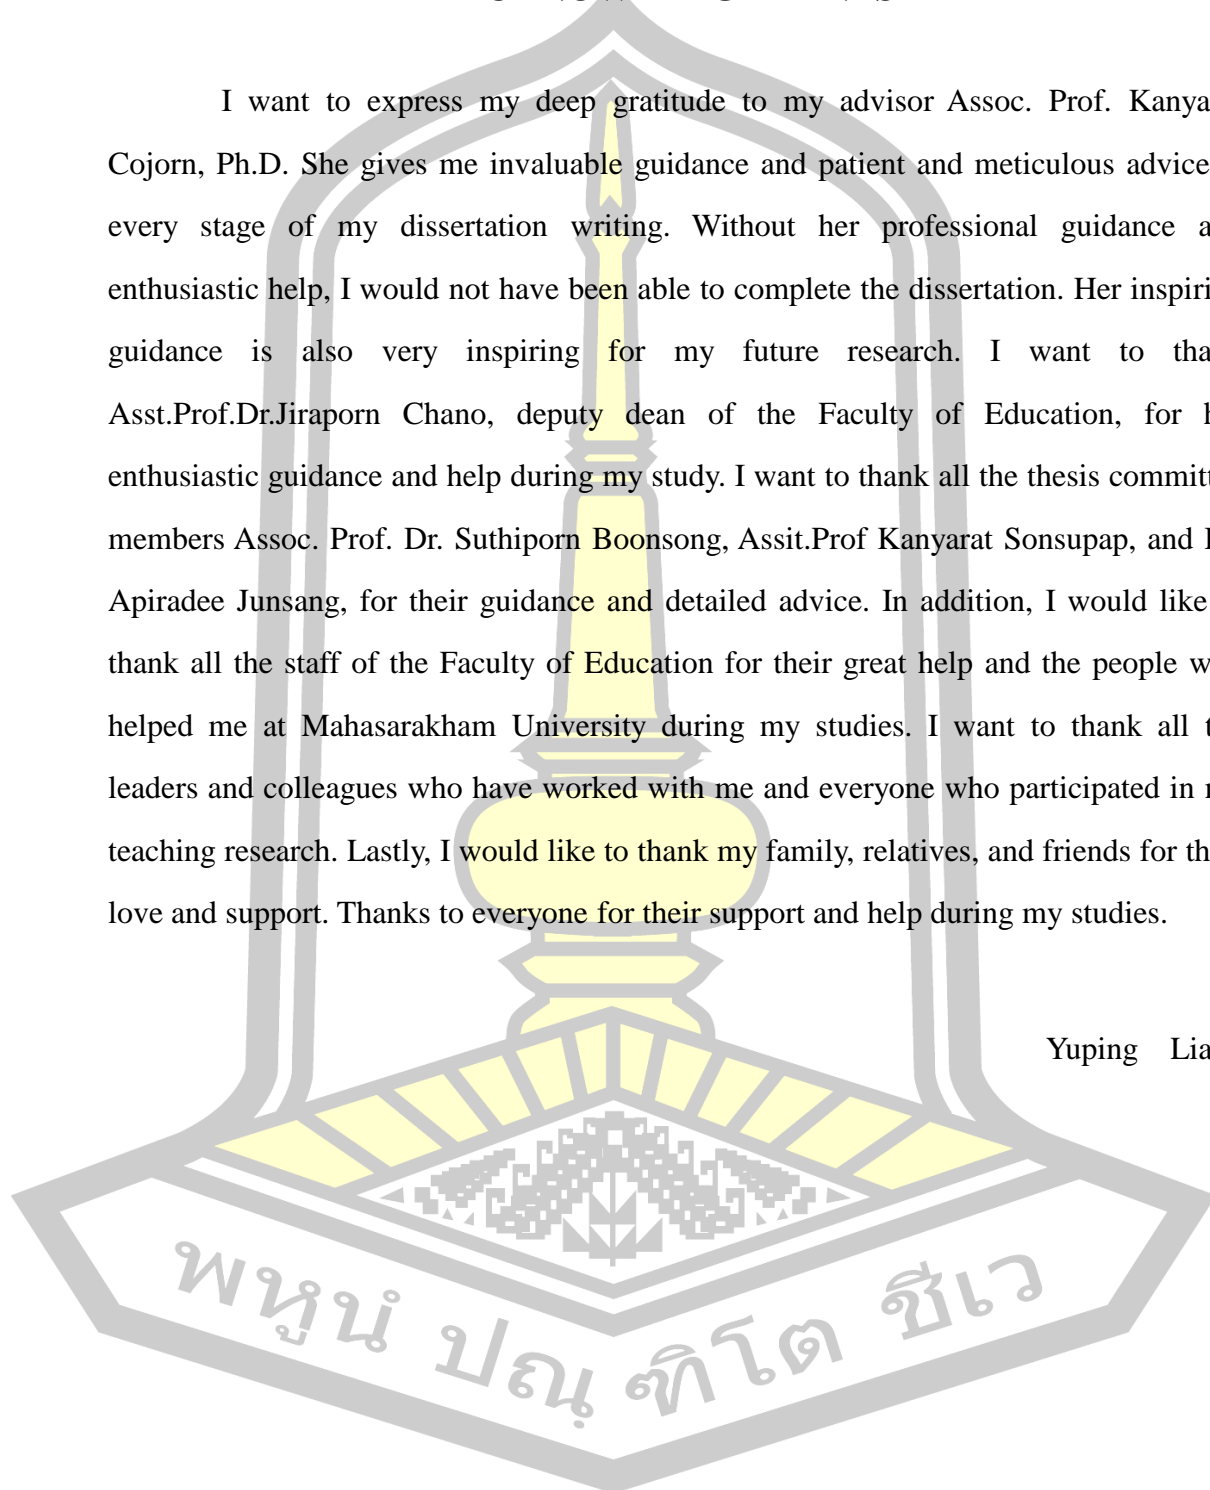 I want to express my deep gratitude to my advisor Assoc. Prof. Kanya
Cojorn, Ph.D. She gives me invaluable guidance and patient and meticulous advice
every stage of my dissertation writing. Without her professional guidance a
enthusiastic help, I would not have been able to complete the dissertation. Her inspiri
guidance is also very inspiring for my future research. I want to tha
Asst.Prof.Dr.Jiraporn Chano, deputy dean of the Faculty of Education, for
enthusiastic guidance and help during my study. I want to thank all the thesis committ
members Assoc. Prof. Dr. Suthiporn Boonsong, Assit.Prof Kanyarat Sonsupap, and
Apiradee Junsang, for their guidance and detailed advice. In addition, I would like
thank all the staff of the Faculty of Education for their great help and the people w
helped me at Mahasarakham University during my studies. I want to thank all t
leaders and colleagues who have worked with me and everyone who participated in
teaching research. Lastly, I would like to thank my family, relatives, and friends for th
love and support. Thanks to everyone for their support and help during my studies.
Yuping Lia
พหูนํ ปณฺฑิโต ชีเว